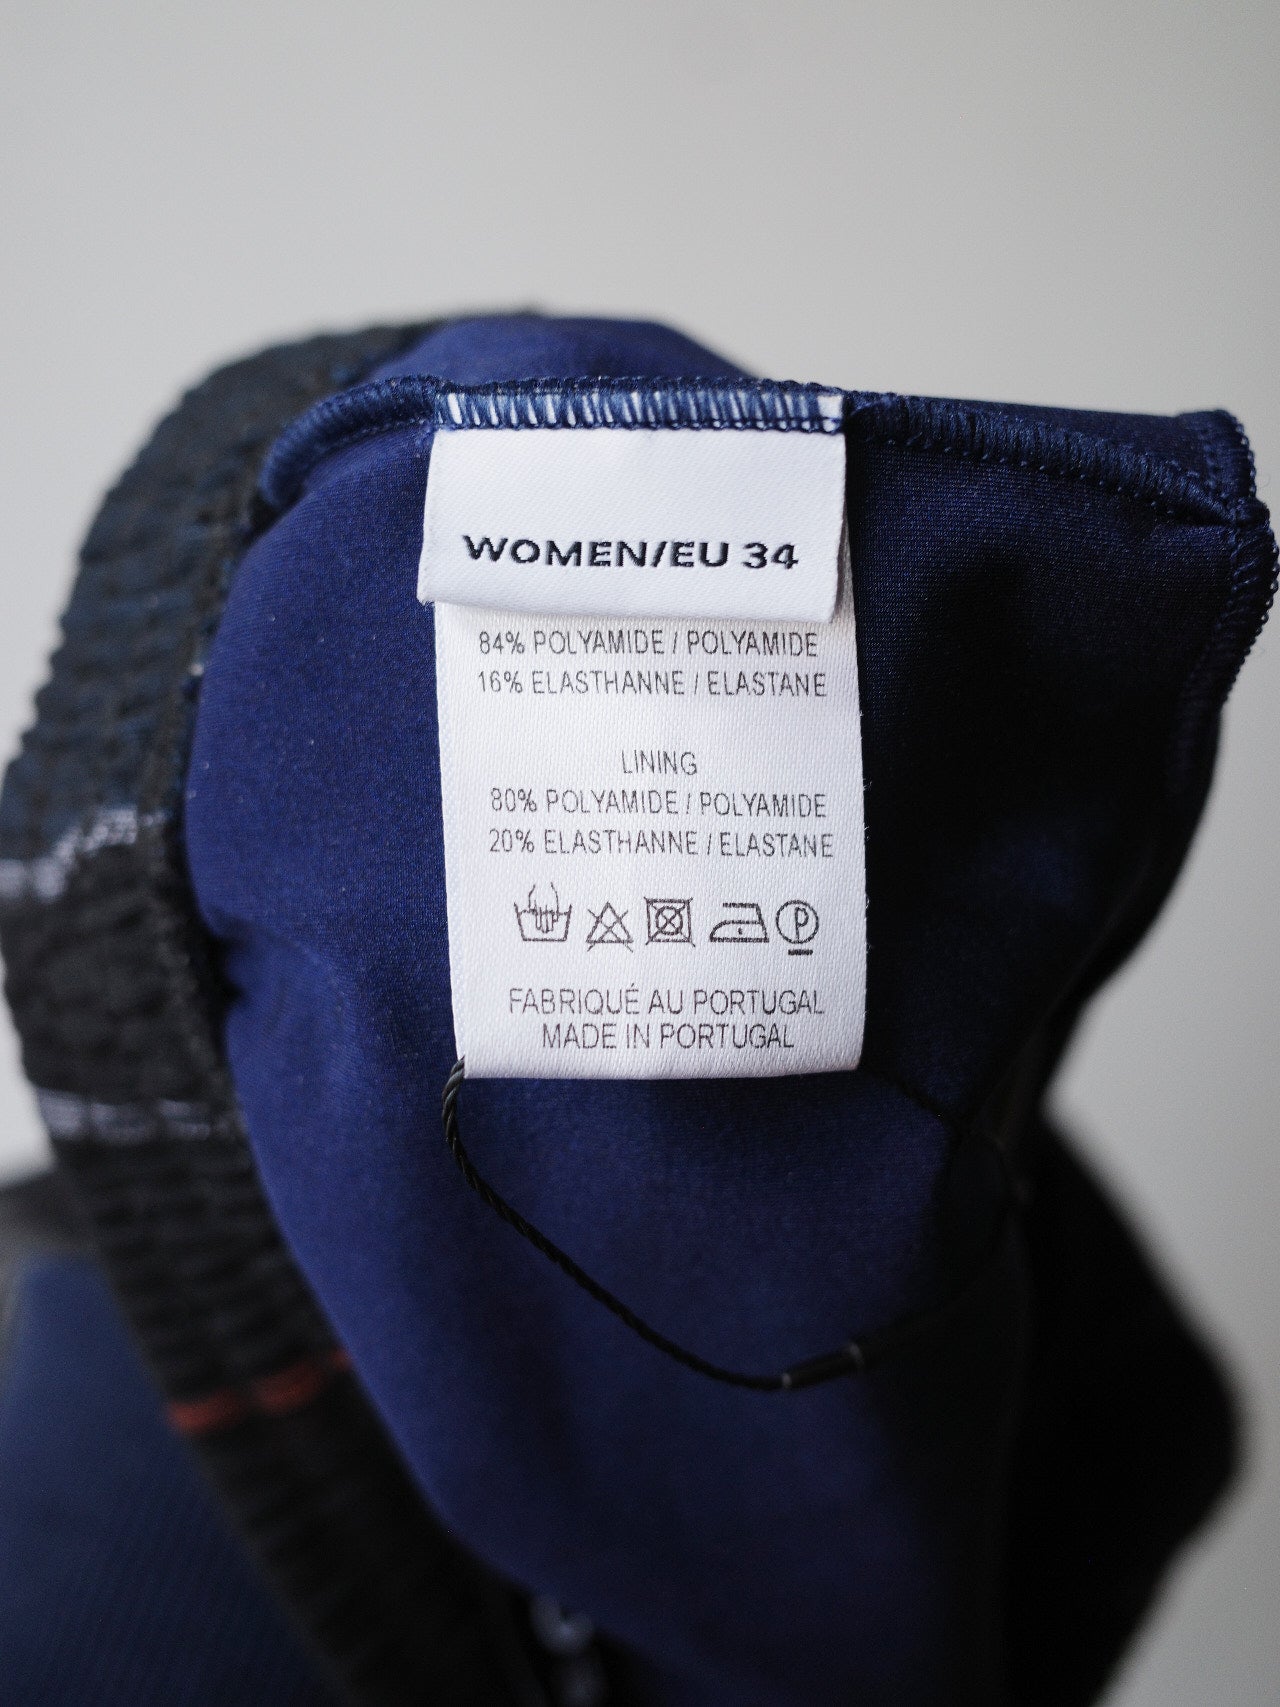 WOMEN/EU 34
84% POLYAMIDE / POLYAMIDE
16% ELASTHANNE / ELASTANE
LINING
80% POLYAMIDE / POLYAMIDE
20% ELASTHANNE / ELASTANE
P
FABRIQUÉ AU PORTUGAL
MADE IN PORTUGAL